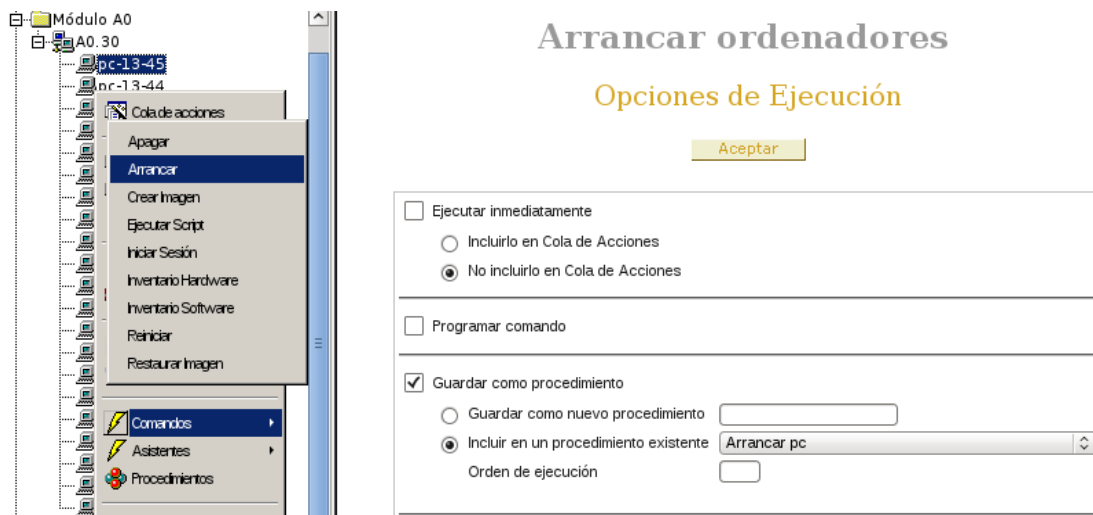 Módulo A0
A0.30
pc-13-45
pc-13-44
Cola de acciones
Apagar
Arrancar
Crear Imagen
Ejecutar Script
Iniciar Sesión
Inventario Hardware
Inventario Software
Reiniciar
Restaurar Imagen
Comandos
Asistentes
Procedimientos
Arrancar ordenadores
Opciones de Ejecución
Aceptar
Ejecutar inmediatamente
Incluirlo en Cola de Acciones
No incluirlo en Cola de Acciones
Programar comando
Guardar como procedimiento
Guardar como nuevo procedimiento
Incluir en un procedimiento existente Arrancar pc
Orden de ejecución